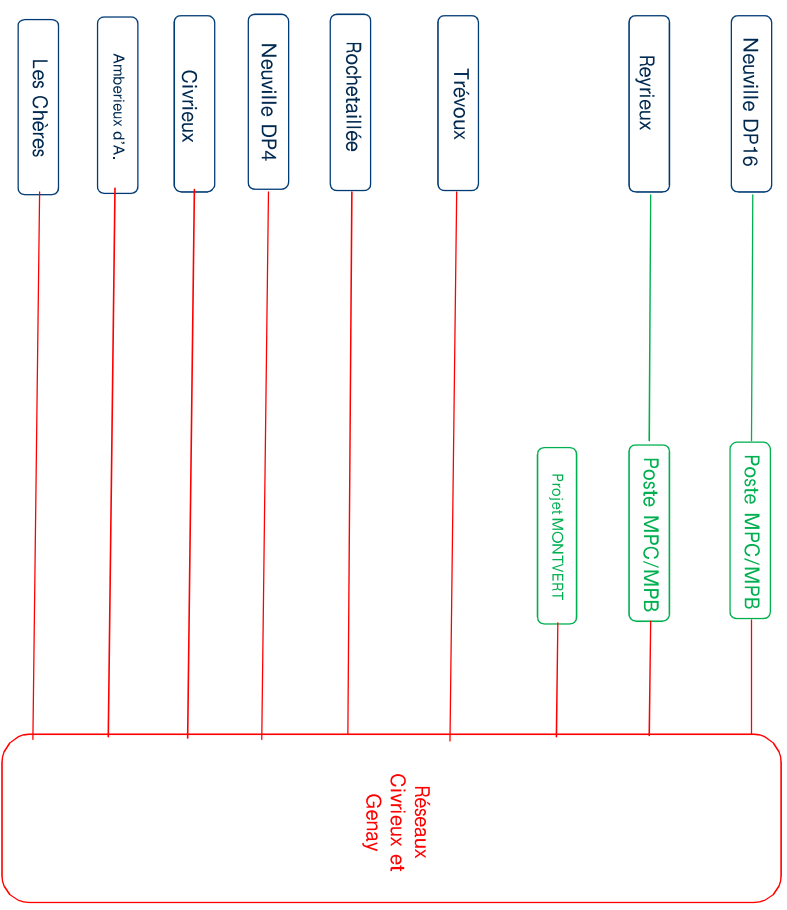 Neuville DP16
Poste MPC/MPB
Reyrieux
Poste MPC/MPB
Projet MONTVERT
Trévoux
Rochetaillée
Neuville DP4
Civrieux
Amberieux d'A.
Les Chères
Réseaux
Civrieux et
Genay